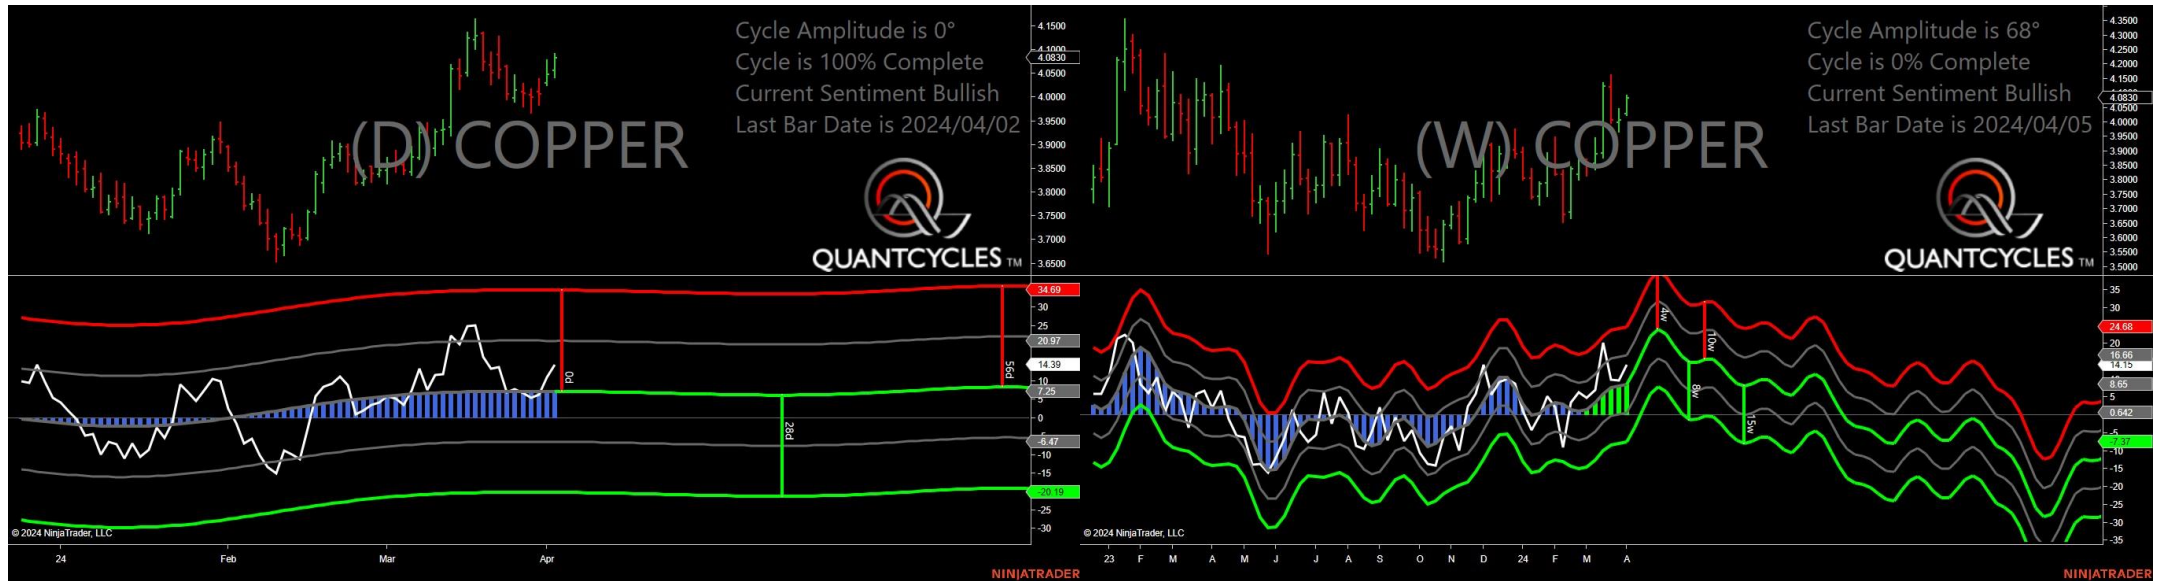 Cycle Amplitude is 0°
Cycle is 100% Complete
Current Sentiment Bullish
Last Bar Date is 2024/04/02
(D) COPPER
QUANTCYCLES TM
4.1500
4.1000
4.0830
4.0500
4.0000
3.9500
3.9000
3.8500
3.8000
3.7500
3.7000
3.6500
34.69
30
25
20.97
14.39
10
7.25
5
0
-5
-6.47
-10
-15
-20.19
-25
-30
0d
28d
56d
© 2024 NinjaTrader, LLC
24 Feb Mar Apr
NINJATRADER
Cycle Amplitude is 68°
Cycle is 0% Complete
Current Sentiment Bullish
Last Bar Date is 2024/04/05
(W) COPPER
QUANTCYCLES TM
4.3500
4.3000
4.2500
4.2000
4.1500
4.0830
4.0500
4.0000
3.9500
3.9000
3.8500
3.8000
3.7500
3.7000
3.6500
3.6000
3.5500
3.5000
35
30
24.68
20
16.66
14.15
8.65
5
0.642
-5
-7.37
-10
-15
-20
-25
-30
-35
4w
10w
8w
15w
© 2024 NinjaTrader, LLC
23 F M A M J J A S O N D 24 F M A
NINJATRADER